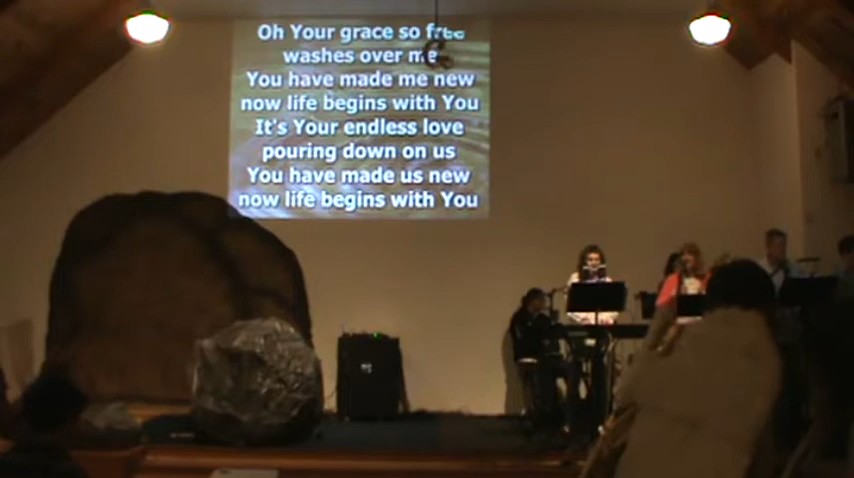 Oh Your grace so free
washes over me
You have made me new
now life begins with You
It's Your endless love
pouring down on us
You have made us new
now life begins with You